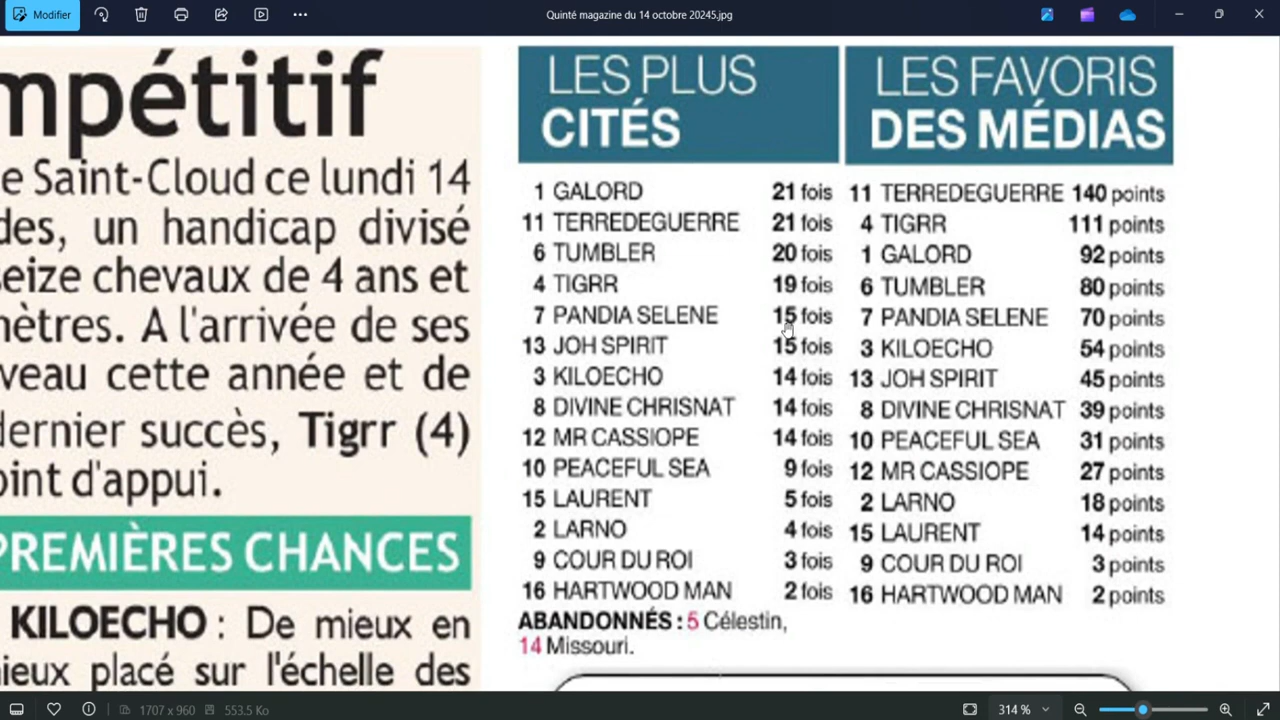 Modifier
Quinté magazine du 14 octobre 20245.jpg
mpétitif
e Saint-Cloud ce lundi 14
des, un handicap divisé
seize chevaux de 4 ans et
mètres. A l'arrivée de ses
veau cette année et de
dernier succès, Tigrr (4)
oint d'appui.
PREMIÈRES CHANCES
KILOECHO : De mieux en
mieux placé sur l'échelle des
LES PLUS
CITÉS
1 GALORD 21 fois
11 TERREDEGUERRE 21 fois
6 TUMBLER 20 fois
4 TIGRR 19 fois
7 PANDIA SELENE 15 fois
13 JOH SPIRIT 15 fois
3 KILOECHO 14 fois
8 DIVINE CHRISNAT 14 fois
12 MR CASSIOPE 14 fois
10 PEACEFUL SEA 9 fois
15 LAURENT 5 fois
2 LARNO 4 fois
9 COUR DU ROI 3 fois
16 HARTWOOD MAN 2 fois
ABANDONNÉS : 5 Célestin,
14 Missouri.
LES FAVORIS
DES MÉDIAS
11 TERREDEGUERRE 140 points
4 TIGRR 111 points
1 GALORD 92 points
6 TUMBLER 80 points
7 PANDIA SELENE 70 points
3 KILOECHO 54 points
13 JOH SPIRIT 45 points
8 DIVINE CHRISNAT 39 points
10 PEACEFUL SEA 31 points
12 MR CASSIOPE 27 points
2 LARNO 18 points
15 LAURENT 14 points
9 COUR DU ROI 3 points
16 HARTWOOD MAN 2 points
1707 x 960
553.5 Ko
314 %